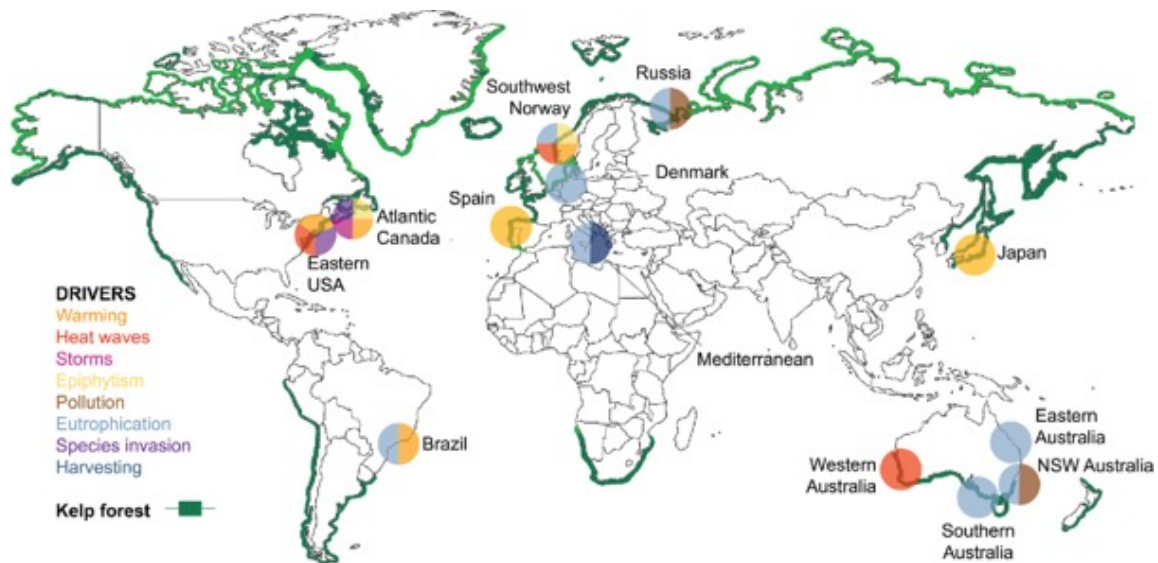 Russia
Southwest
Norway
Denmark
Spain
Atlantic
Canada
Eastern
USA
Japan
DRIVERS
Warming
Heat waves
Storms
Epiphytism
Pollution
Eutrophication
Species invasion
Harvesting
Kelp forest
Mediterranean
Brazil
Eastern
Australia
Western
Australia
NSW Australia
Southern
Australia